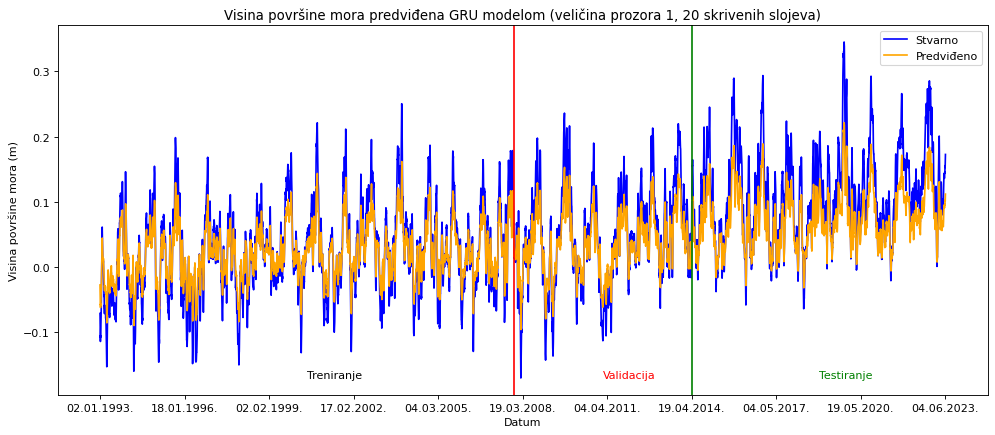 Visina površine mora predviđena GRU modelom (veličina prozora 1, 20 skrivenih slojeva)
Stvarno
Predviđeno
0.3
0.2
0.1
0.0
−0.1
Visina površine mora (m)
Treniranje
Validacija
Testiranje
02.01.1993. 18.01.1996. 02.02.1999. 17.02.2002. 04.03.2005. 19.03.2008. 04.04.2011. 19.04.2014. 04.05.2017. 19.05.2020. 04.06.2023.
Datum